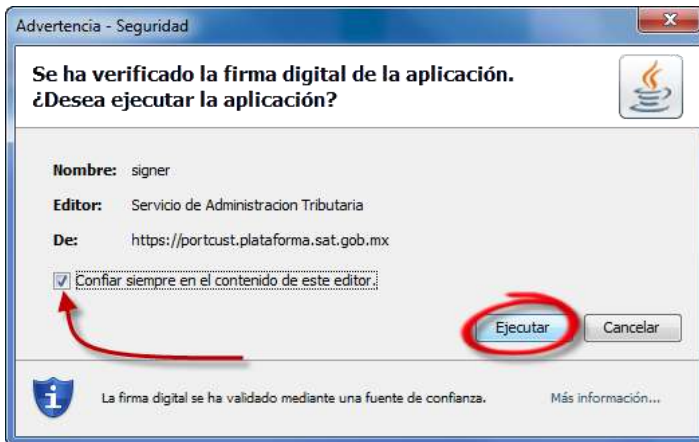 Advertencia - Seguridad
Se ha verificado la firma digital de la aplicación.
¿Desea ejecutar la aplicación?
Nombre: signer
Editor: Servicio de Administracion Tributaria
De: https://portcust.plataforma.sat.gob.mx
Confiar siempre en el contenido de este editor.
Ejecutar Cancelar
La firma digital se ha validado mediante una fuente de confianza. Más información...